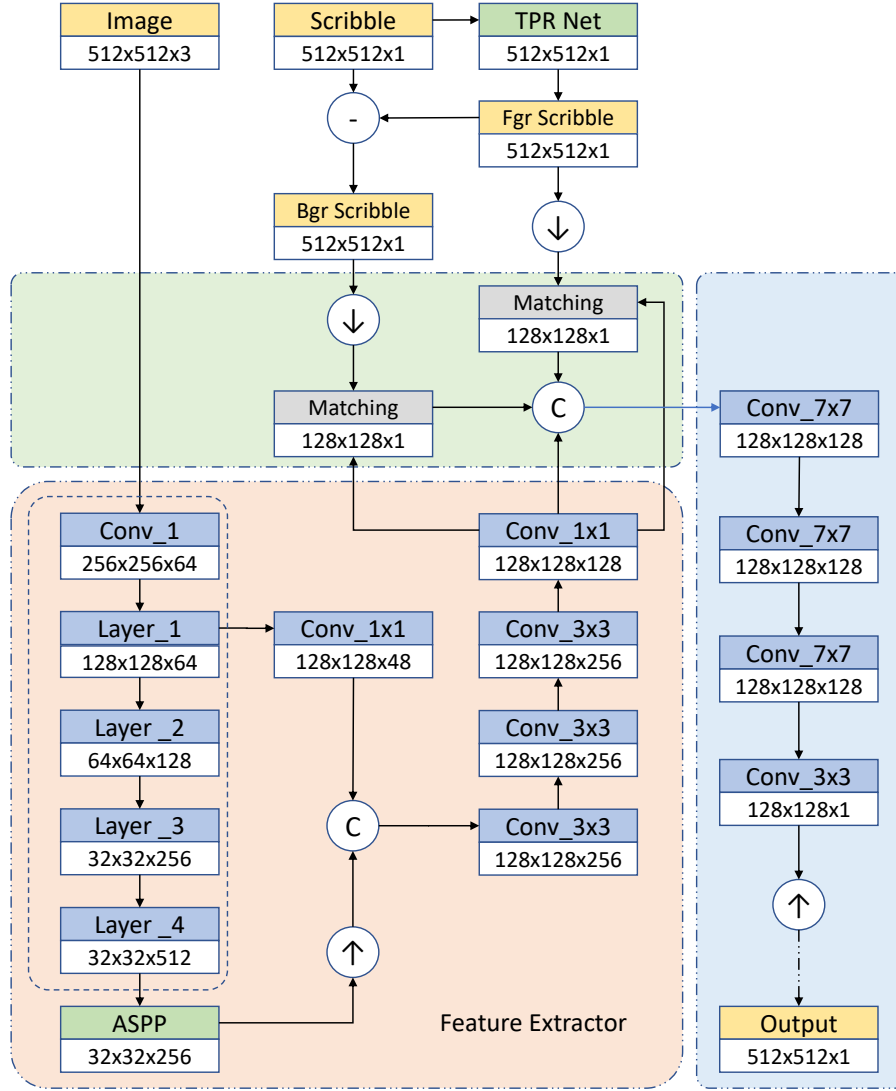 Image
512x512x3
Scribble
512x512x1
TPR Net
512x512x1
-
Fgr Scribble
512x512x1
Bgr Scribble
512x512x1
↓
↓
Matching
128x128x1
Matching
128x128x1
C
Conv_7x7
128x128x128
Conv_1
256x256x64
Conv_1x1
128x128x128
Conv_7x7
128x128x128
Layer_1
128x128x64
Conv_1x1
128x128x48
Conv_3x3
128x128x256
Conv_7x7
128x128x128
Layer _2
64x64x128
Conv_3x3
128x128x256
Conv_3x3
128x128x1
Layer _3
32x32x256
C
Conv_3x3
128x128x256
↑
Layer _4
32x32x512
↑
ASPP
32x32x256
Feature Extractor
Output
512x512x1